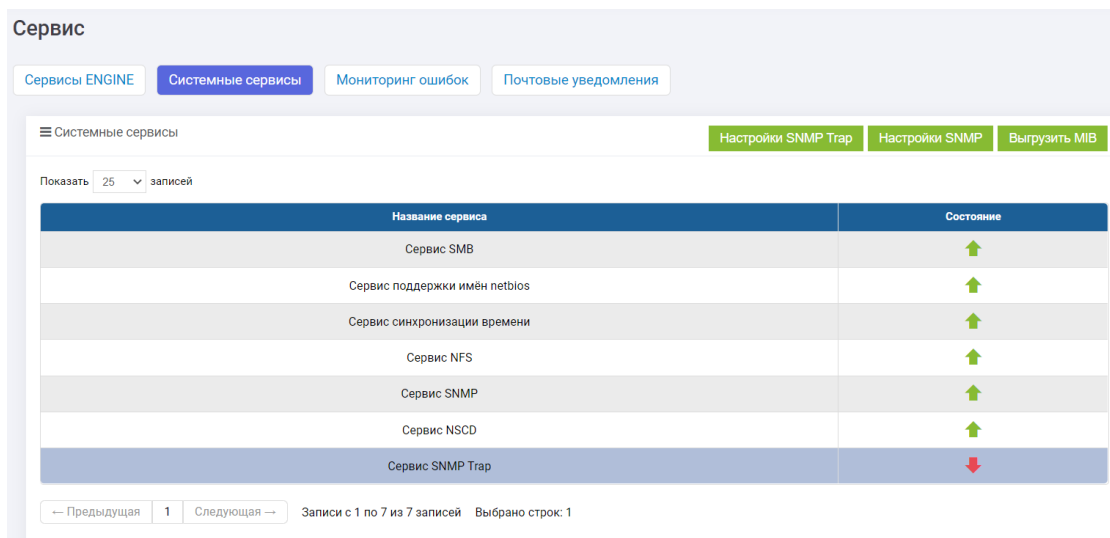 Сервис
Сервисы ENGINE Системные сервисы Мониторинг ошибок Почтовые уведомления
Системные сервисы Настройки SNMP Trap Настройки SNMP Выгрузить MIB
Показать 25 записей
Название сервиса Состояние
Сервис SMB
Сервис поддержки имён netbios
Сервис синхронизации времени
Сервис NFS
Сервис SNMP
Сервис NSCD
Сервис SNMP Trap
← Предыдущая 1 Следующая → Записи с 1 по 7 из 7 записей Выбрано строк: 1